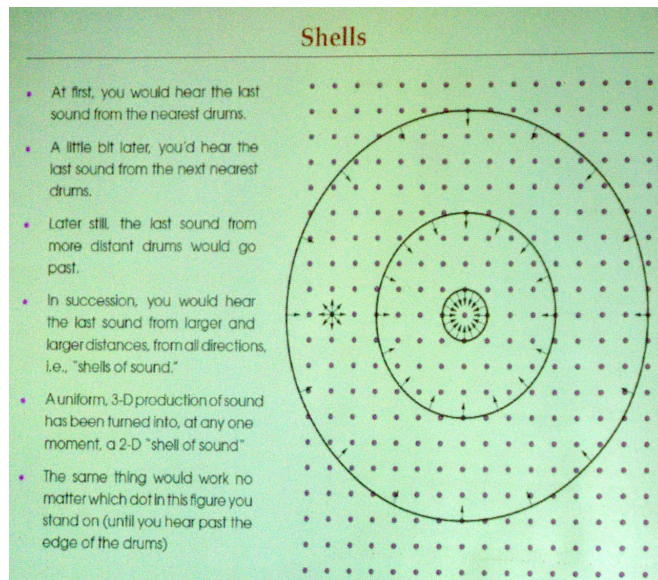 Shells
At first, you would hear the last
sound from the nearest drums.
A little bit later, you'd hear the
last sound from the next nearest
drums.
Later still, the last sound from
more distant drums would go
past.
In succession, you would hear
the last sound from larger and
larger distances, from all directions,
i.e., "shells of sound."
A uniform, 3-D production of sound
has been turned into, at any one
moment, a 2-D "shell of sound"
The same thing would work no
matter which dot in this figure you
stand on (until you hear past the
edge of the drums)